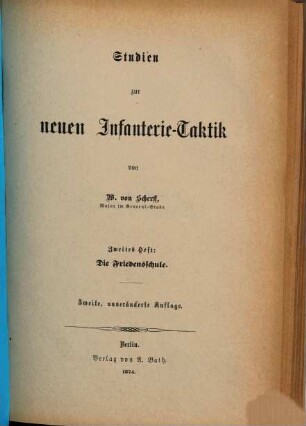 Studien
zur
neuen Infanterie-Taktik
von
W. von Scherff,
Major im General-Stabe
Zweites Heft:
Die Friedensschule.
Zweite, unveränderte Auflage.
Berlin.
Verlag von A. Bath.
1874.